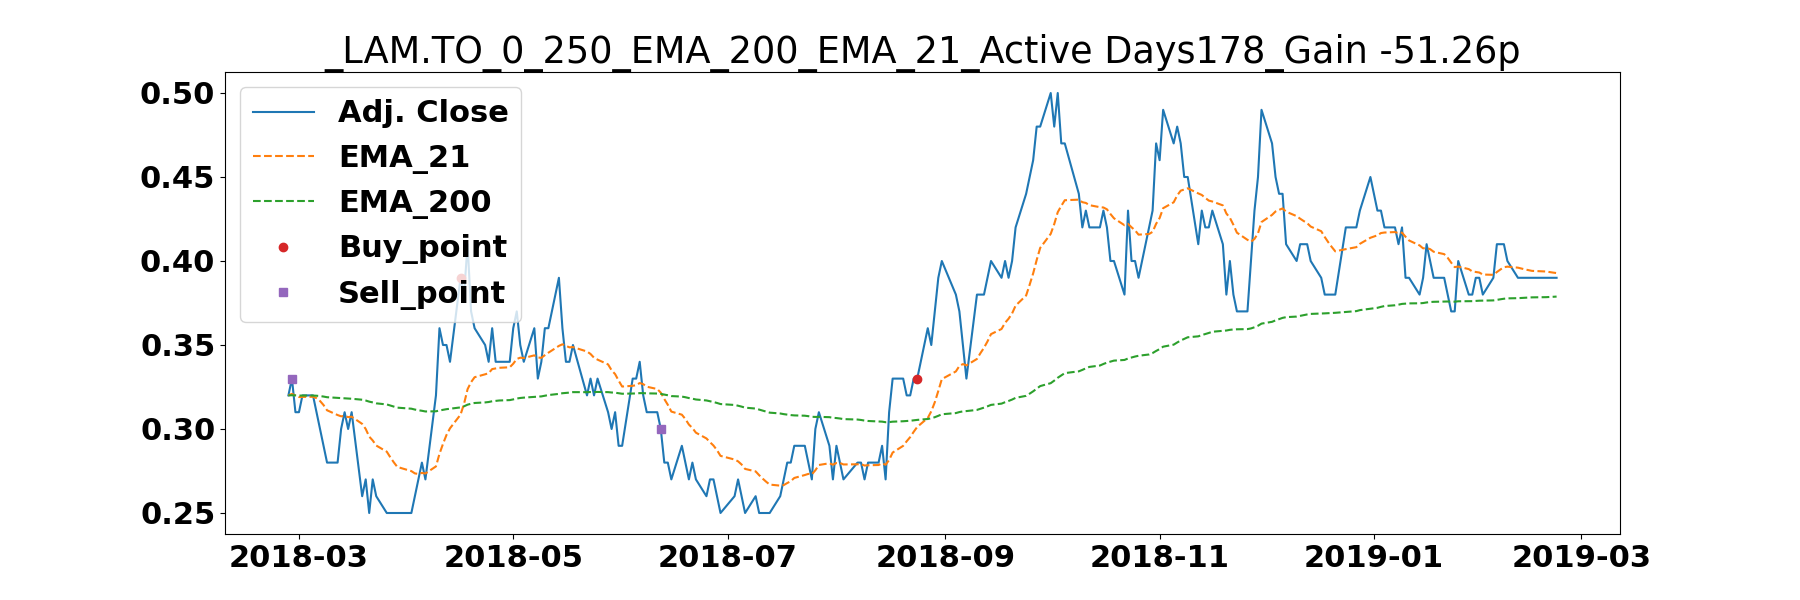 _LAM.TO_0_250_EMA_200_EMA_21_Active Days178_Gain -51.26p
0.50
0.45
0.40
0.35
0.30
0.25
Adj. Close
EMA_21
EMA_200
Buy_point
Sell_point
2018-03 2018-05 2018-07 2018-09 2018-11 2019-01 2019-03